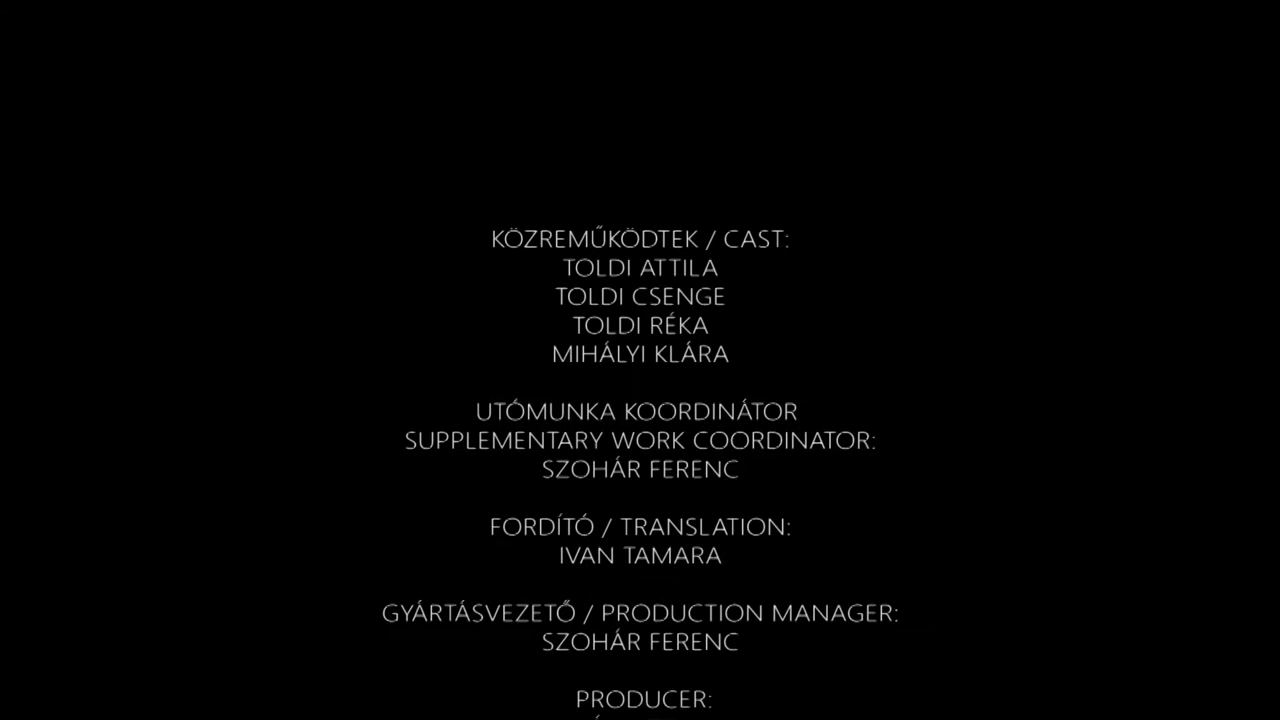 KÖZREMŰKÖDTEK / CAST:
TOLDI ATTILA
TOLDI CSENGE
TOLDI RÉKA
MIHÁLYI KLÁRA
UTÓMUNKA KOORDINÁTOR
SUPPLEMENTARY WORK COORDINATOR:
SZOHÁR FERENC
FORDÍTÓ / TRANSLATION:
IVAN TAMARA
GYÁRTÁSVEZETŐ / PRODUCTION MANAGER:
SZOHÁR FERENC
PRODUCER: